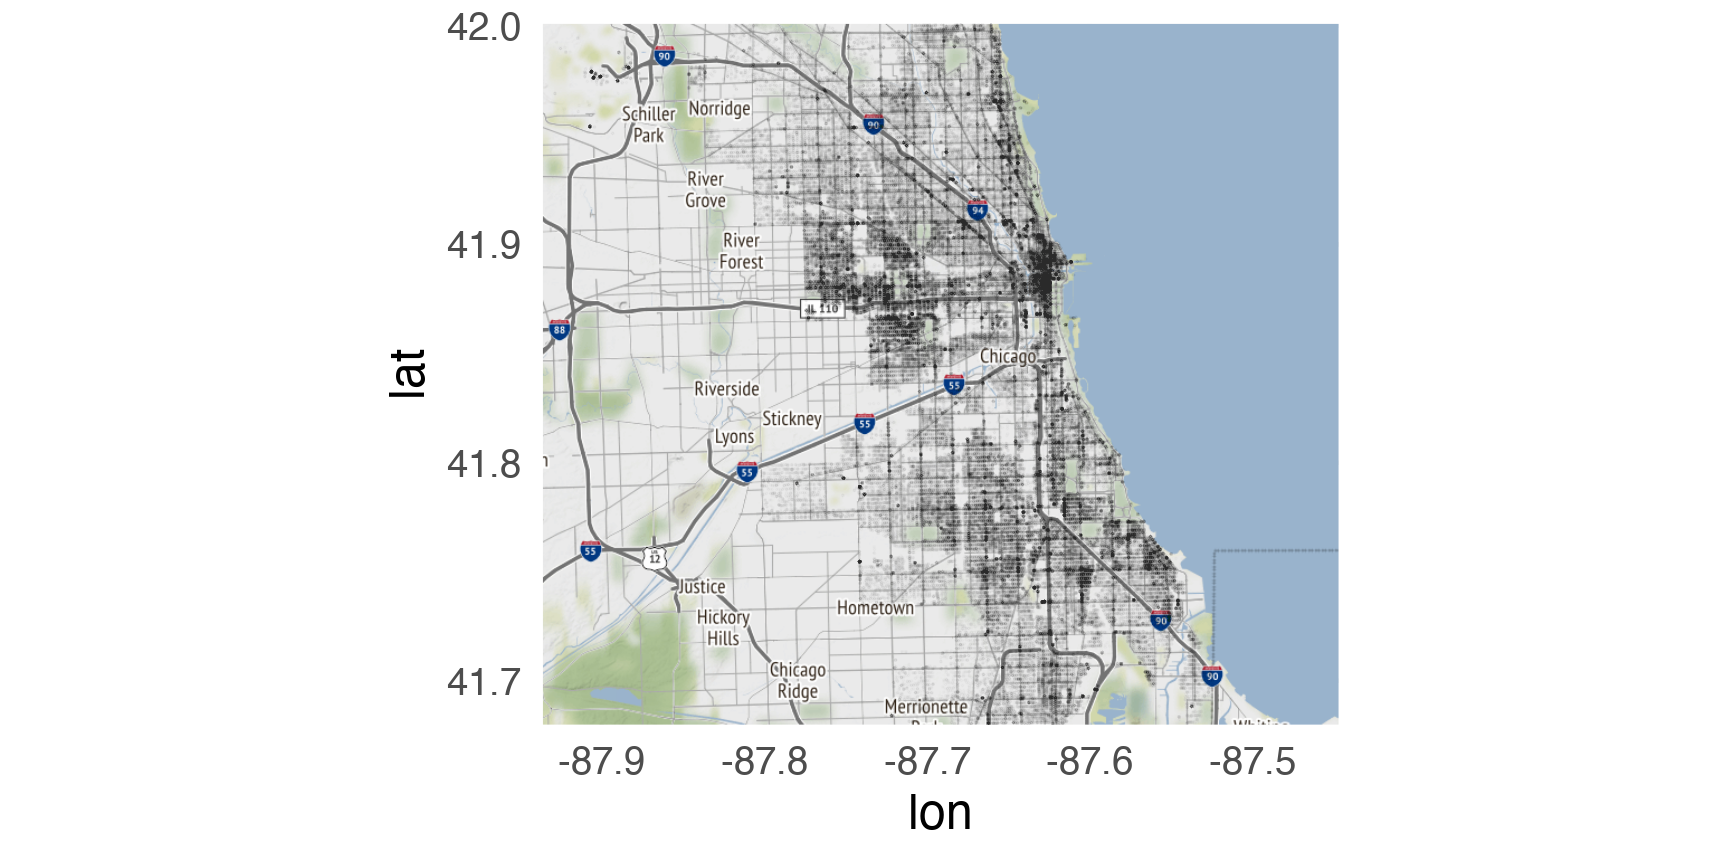 42.0
41.9
41.8
41.7
lat
90
Schiller
Park
Norridge
90
River
Grove
94
River
Forest
IL 110
88
Chicago
55
Riverside
Stickney
55
Lyons
55
55
US
12
Justice
Hometown
Hickory
Hills
90
Chicago
Ridge
90
Merrionette
-87.9
-87.8
-87.7
-87.6
-87.5
lon